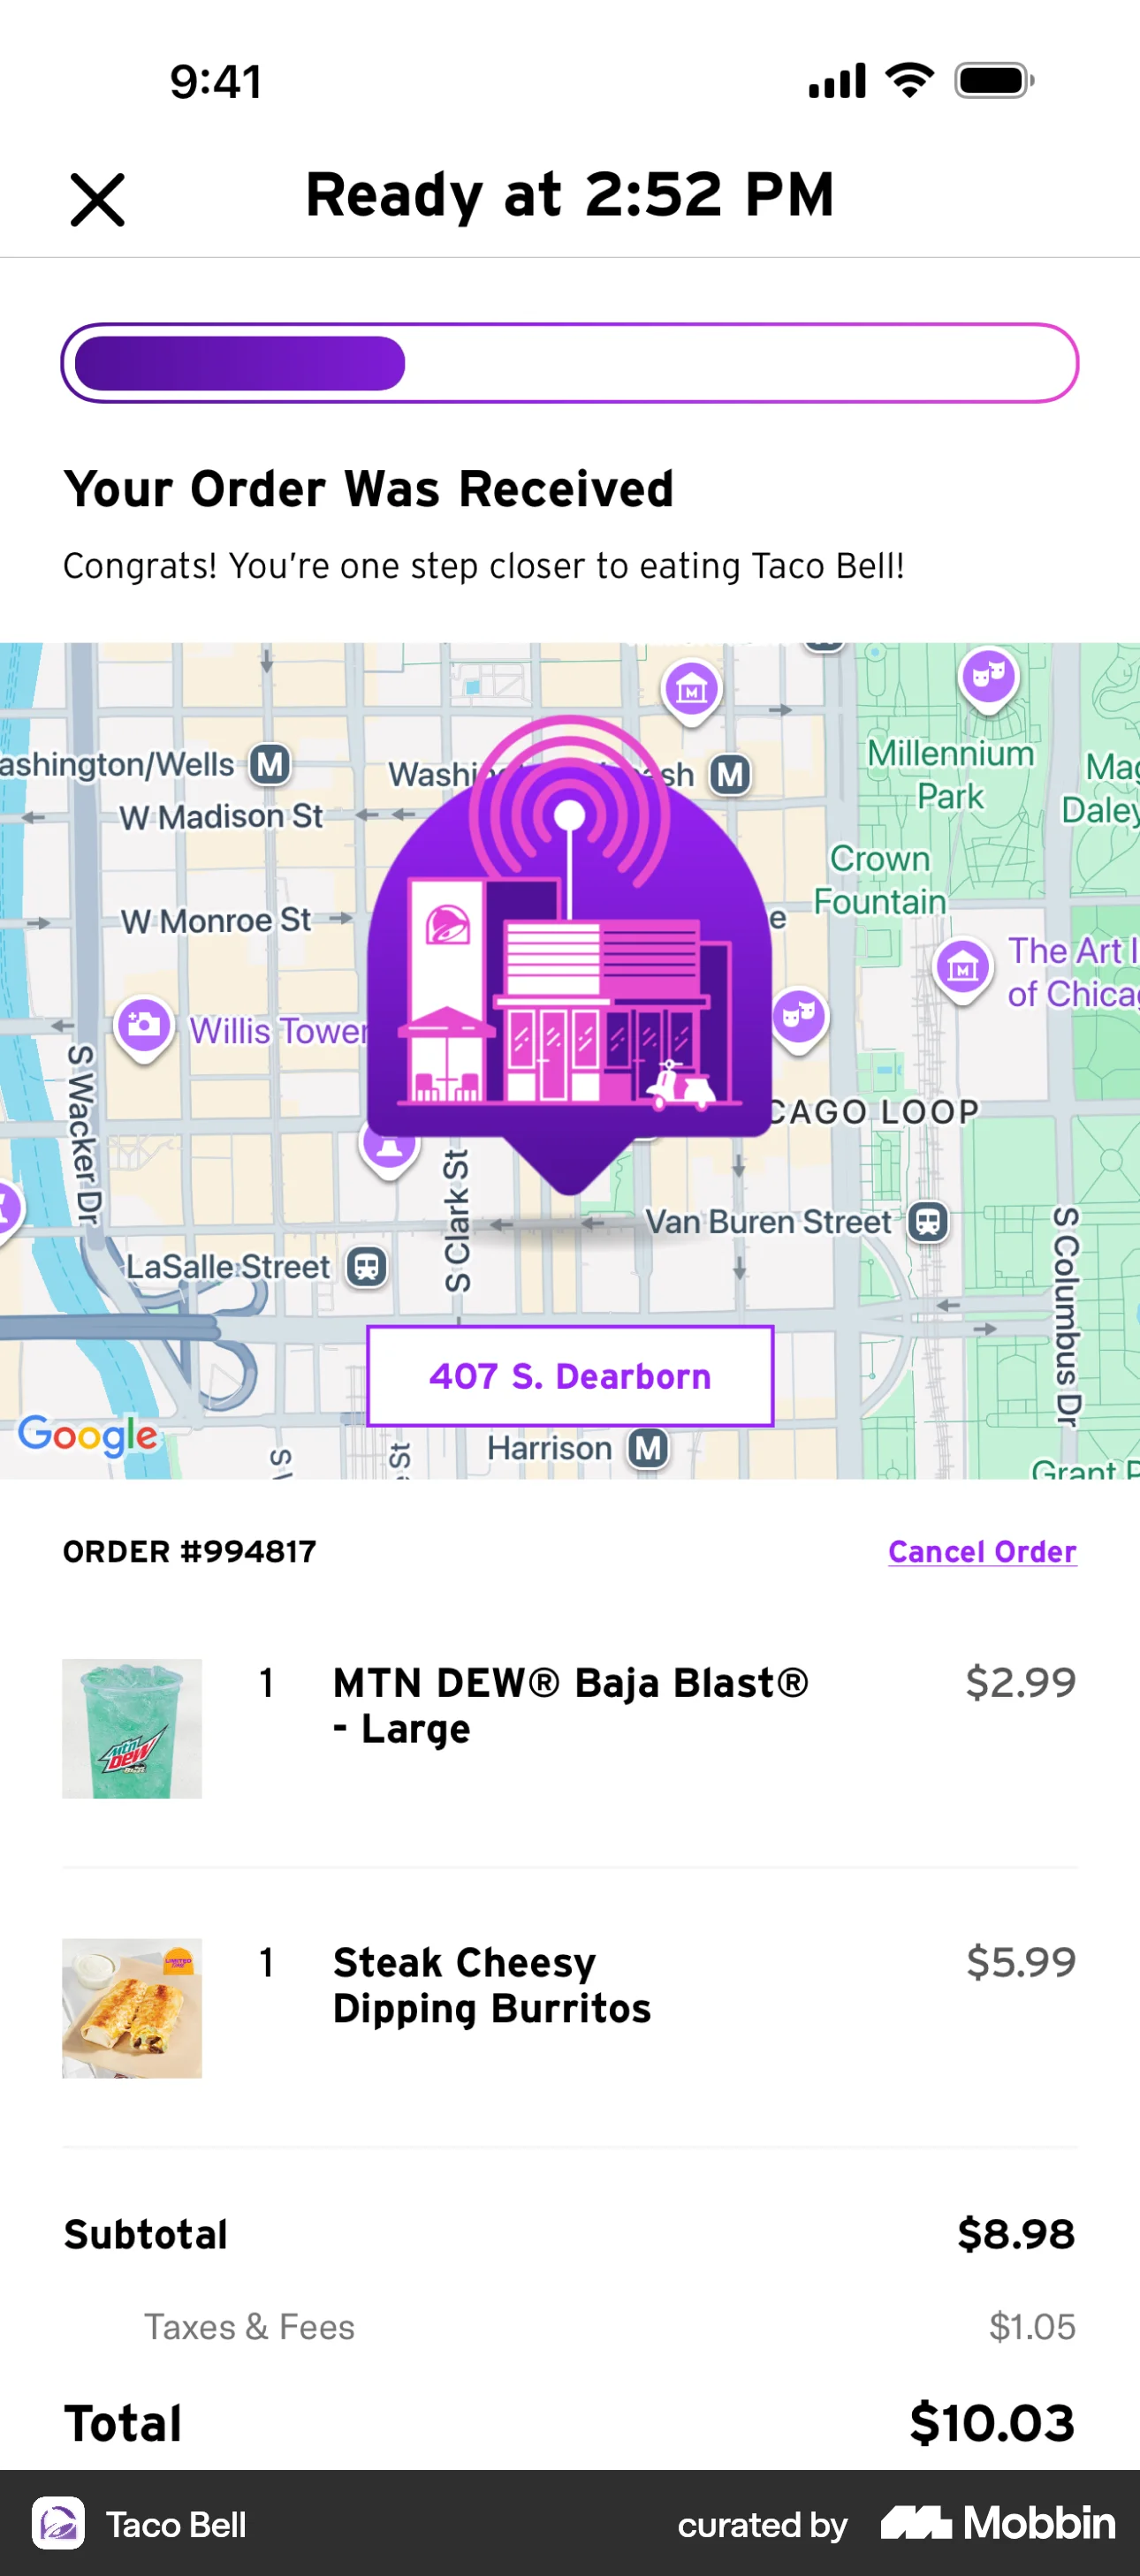 9:41
Ready at 2:52 PM
Your Order Was Received
Congrats! You're one step closer to eating Taco Bell!
Millennium
Park
ashington/Wells M
M
W Madison St
Crown
Fountain
W Monroe St
The Art I
of Chica
Willis Tower
CAGO LOOP
S Wacker Dr
S Clark St
Van Buren Street
LaSalle Street
S Columbus Dr
407 S. Dearborn
Google
Harrison M
St
ORDER #994817
Cancel Order
1 MTN DEW® Baja Blast® $2.99
- Large
Mtn
Dew
1 Steak Cheesy $5.99
Dipping Burritos
Subtotal $8.98
Taxes & Fees $1.05
Total $10.03
Taco Bell
curated by Mobbin